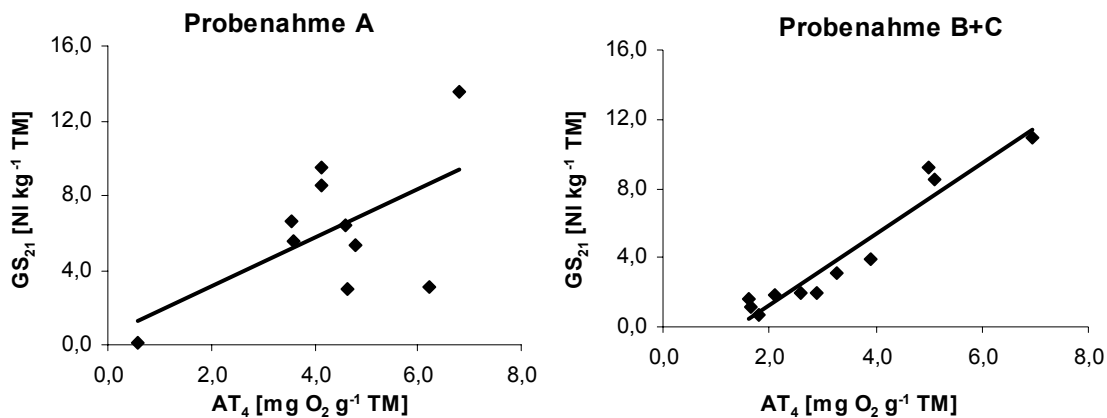 Probenahme A
16,0
12,0
8,0
4,0
0,0
GS21 [Nl kg-1 TM]
0,0 2,0 4,0 6,0 8,0
AT4 [mg O2 g-1 TM]
Probenahme B+C
16,0
12,0
8,0
4,0
0,0
GS21 [Nl kg-1 TM]
0,0 2,0 4,0 6,0 8,0
AT4 [mg O2 g-1 TM]